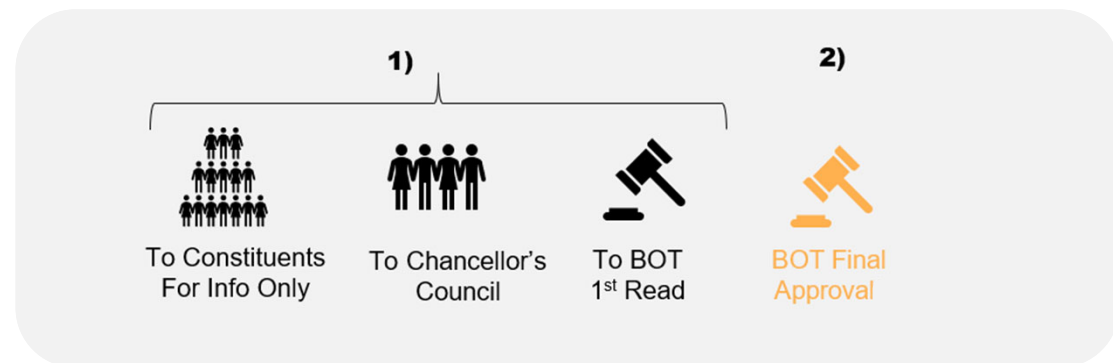 1)
2)
To Constituents
For Info Only
To Chancellor's
Council
To BOT
1st Read
BOT Final
Approval